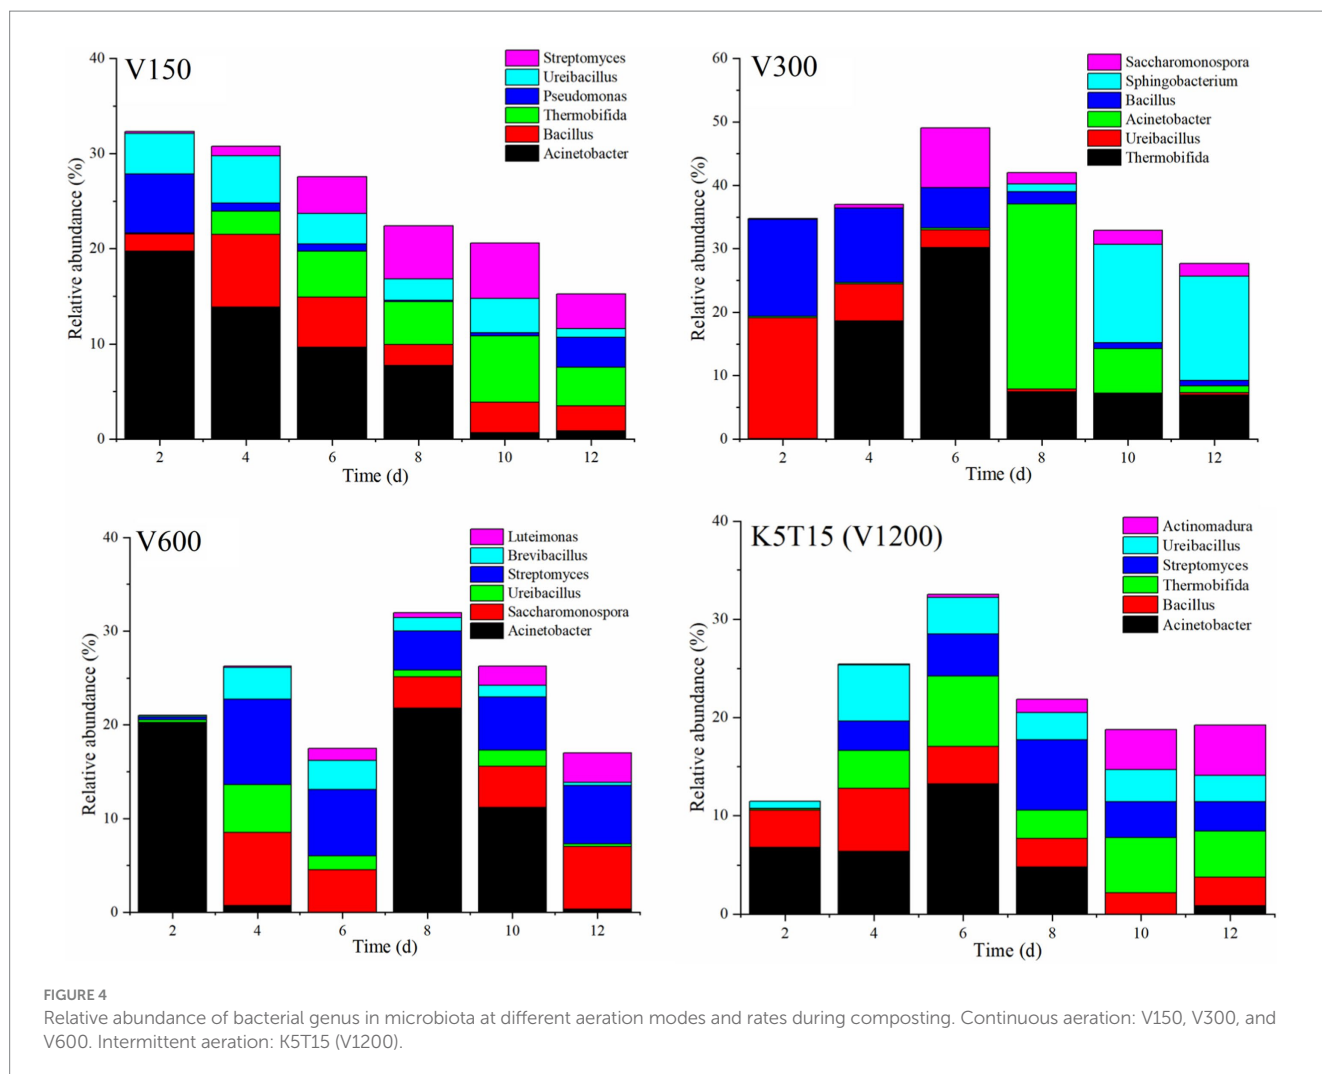 V150
Streptomyces
Ureibacillus
Pseudomonas
Thermobifida
Bacillus
Acinetobacter
Relative abundance (%)
40
30
20
10
0
2 4 6 8 10 12
Time (d)
V300
Saccharomonospora
Sphingobacterium
Bacillus
Acinetobacter
Ureibacillus
Thermobifida
Relative abundance (%)
60
50
40
30
20
10
0
2 4 6 8 10 12
Time (d)
V600
Luteimonas
Brevibacillus
Streptomyces
Ureibacillus
Saccharomonospora
Acinetobacter
Relative abundance (%)
40
30
20
10
0
2 4 6 8 10 12
Time (d)
K5T15 (V1200)
Actinomadura
Ureibacillus
Streptomyces
Thermobifida
Bacillus
Acinetobacter
Relative abundance (%)
40
30
20
10
0
2 4 6 8 10 12
Time (d)
FIGURE 4
Relative abundance of bacterial genus in microbiota at different aeration modes and rates during composting. Continuous aeration: V150, V300, and
V600. Intermittent aeration: K5T15 (V1200).